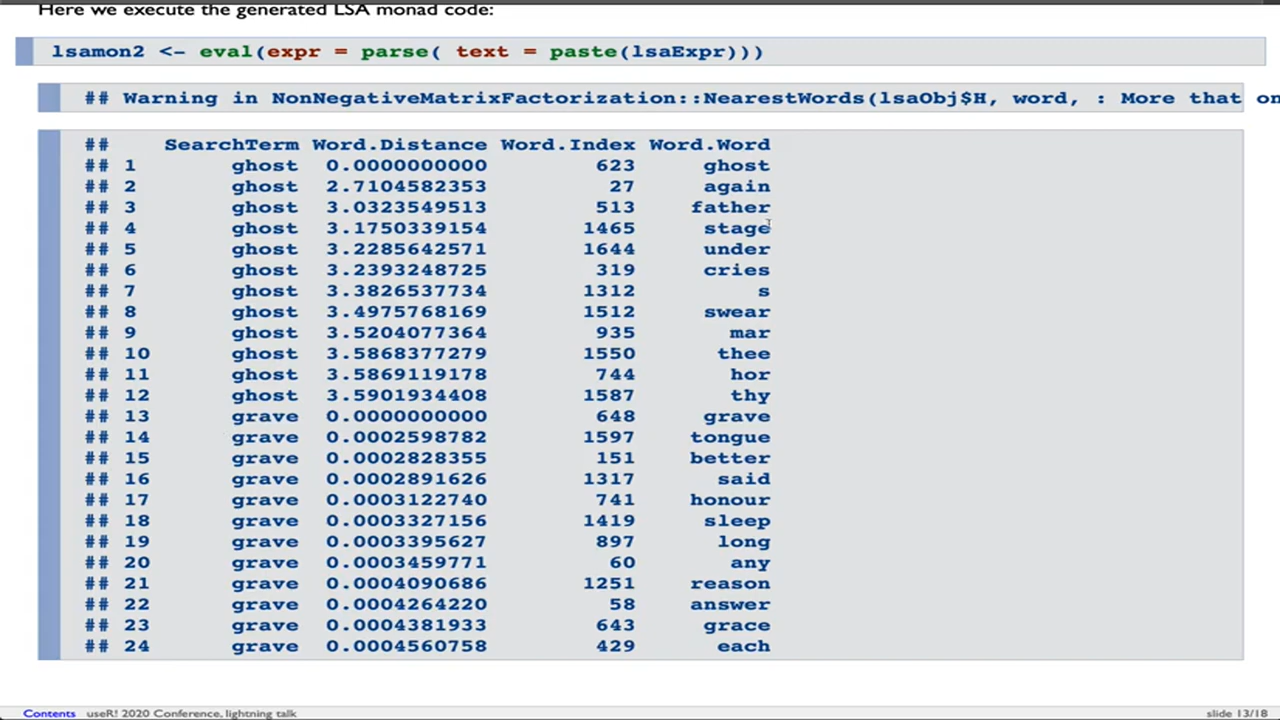 Here we execute the generated LSA monad code:
lsamon2 <- eval(expr = parse( text = paste(lsaExpr)))
## Warning in NonNegativeMatrixFactorization::NearestWords(lsaObj$H, word, : More that on
## SearchTerm Word.Distance Word.Index Word.Word
## 1 ghost 0.0000000000 623 ghost
## 2 ghost 2.7104582353 27 again
## 3 ghost 3.0323549513 513 father
## 4 ghost 3.1750339154 1465 stage
## 5 ghost 3.2285642571 1644 under
## 6 ghost 3.2393248725 319 cries
## 7 ghost 3.3826537734 1312 s
## 8 ghost 3.4975768169 1512 swear
## 9 ghost 3.5204077364 935 mar
## 10 ghost 3.5868377279 1550 thee
## 11 ghost 3.5869119178 744 hor
## 12 ghost 3.5901934408 1587 thy
## 13 grave 0.0000000000 648 grave
## 14 grave 0.0002598782 1597 tongue
## 15 grave 0.0002828355 151 better
## 16 grave 0.0002891626 1317 said
## 17 grave 0.0003122740 741 honour
## 18 grave 0.0003327156 1419 sleep
## 19 grave 0.0003395627 897 long
## 20 grave 0.0003459771 60 any
## 21 grave 0.0004090686 1251 reason
## 22 grave 0.0004264220 58 answer
## 23 grave 0.0004381933 643 grace
## 24 grave 0.0004560758 429 each
Contents useR! 2020 Conference, lightning talk slide 13/18